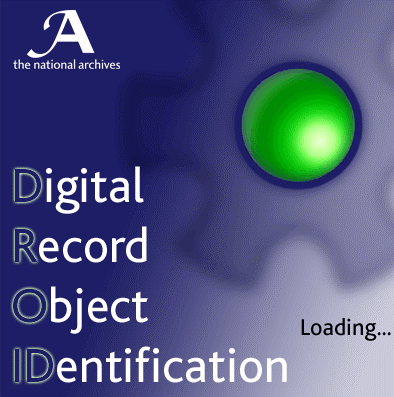 A
the national archives
Digital
Record
Object
IDentification
Loading...